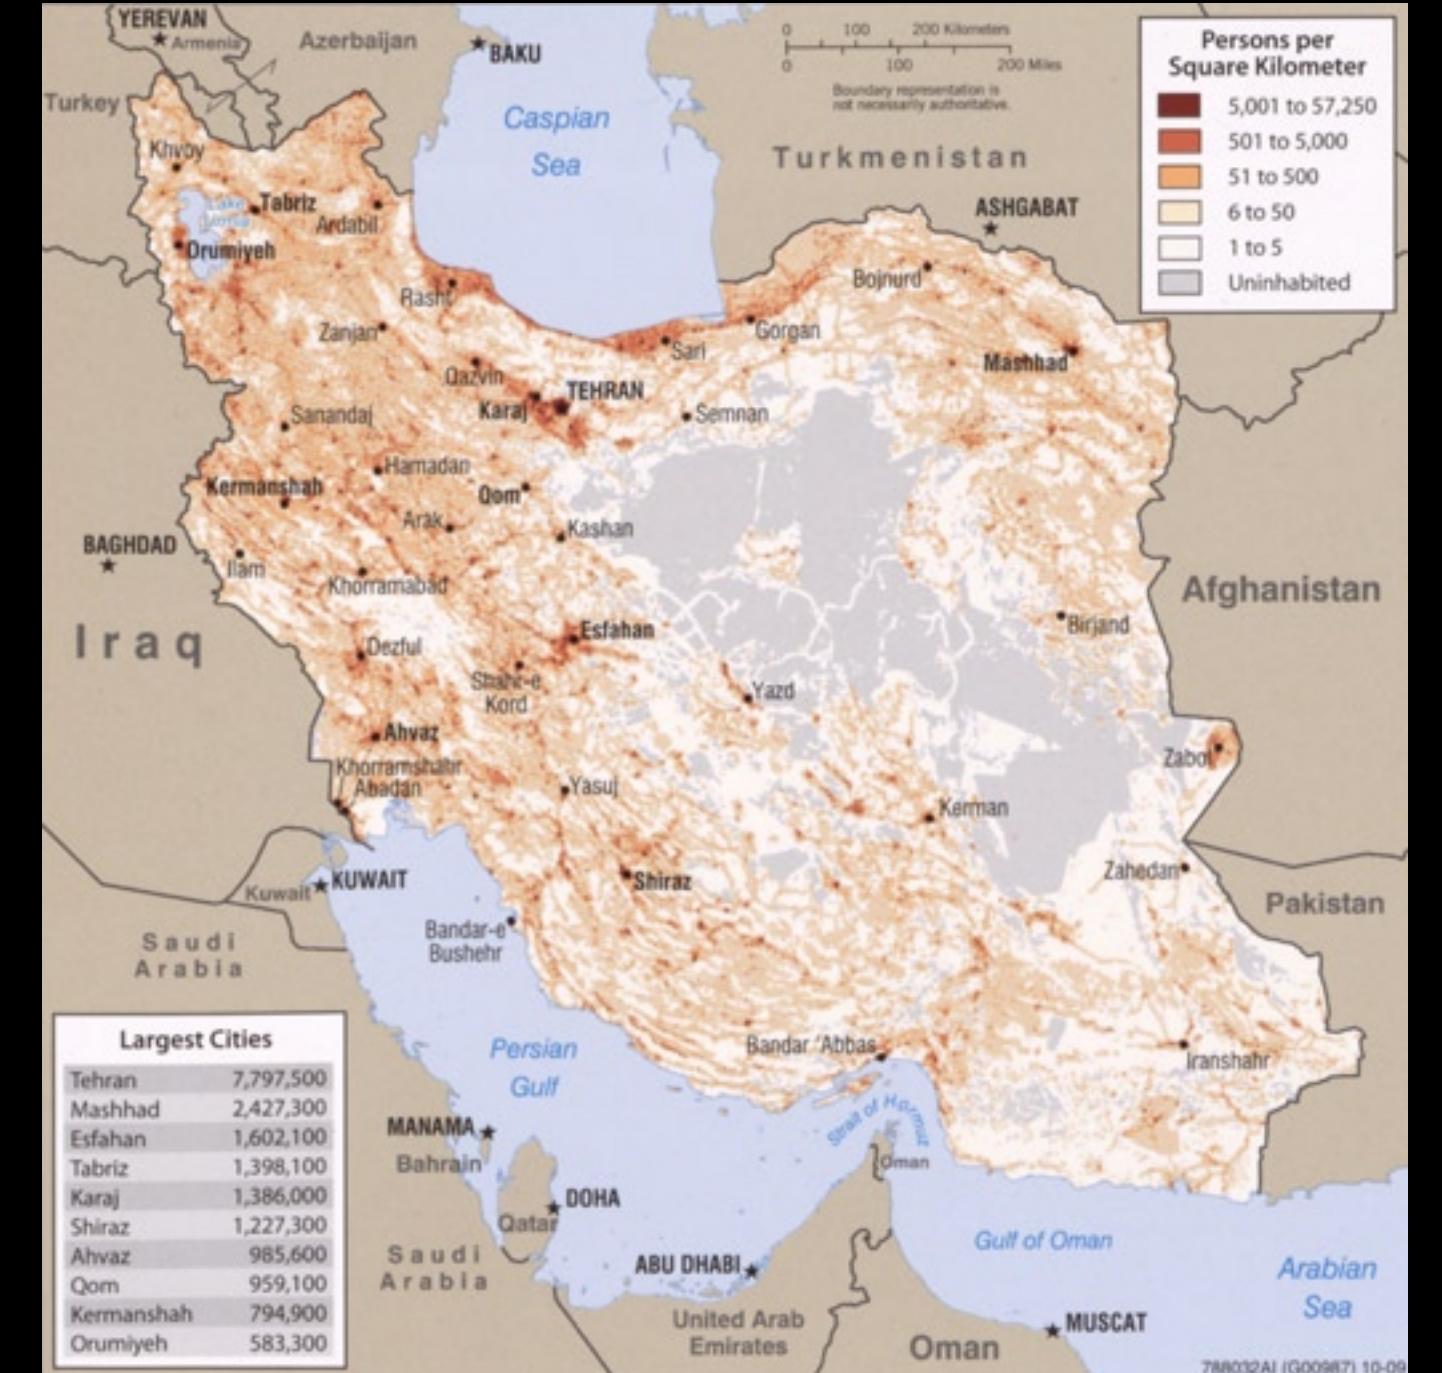 YEREVAN
Armenia
Azerbaijan
BAKU
Turkey
Caspian
Sea
0 100 200 Kilometers
0 100 200 Miles
Boundary representation is
not necessarily authoritative.
Turkmenistan
ASHGABAT
Persons per
Square Kilometer
5,001 to 57,250
501 to 5,000
51 to 500
6 to 50
1 to 5
Uninhabited
Khvoy
Lake
Urmia
Tabriz
Ardabil
Orumiyeh
Rasht
Zanjan
Bojnurd
Gorgan
Sari
Mashhad
Qazvin
TEHRAN
Karaj
Semnan
Sanandaj
Hamadan
Kermanshah
Qom
Arak
Kashan
BAGHDAD
Ilam
Khorramabad
Afghanistan
Iraq
Birjand
Esfahan
Dezful
Shahr-e
Kord
Yazd
Ahvaz
Khorramshahr
Abadan
Yasuj
Zabol
Kerman
Zahedan
Shiraz
Kuwait
KUWAIT
Pakistan
Saudi
Arabia
Bandar-e
Bushehr
Persian
Gulf
Bandar 'Abbas
Iranshahr
Strait of Hormuz
Oman
Largest Cities
Tehran 7,797,500
Mashhad 2,427,300
Esfahan 1,602,100
Tabriz 1,398,100
Karaj 1,386,000
Shiraz 1,227,300
Ahvaz 985,600
Qom 959,100
Kermanshah 794,900
Orumiyeh 583,300
MANAMA
Bahrain
DOHA
Qatar
Saudi
Arabia
ABU DHABI
United Arab
Emirates
Gulf of Oman
Arabian
Sea
MUSCAT
Oman
788032AI (G00987) 10-09